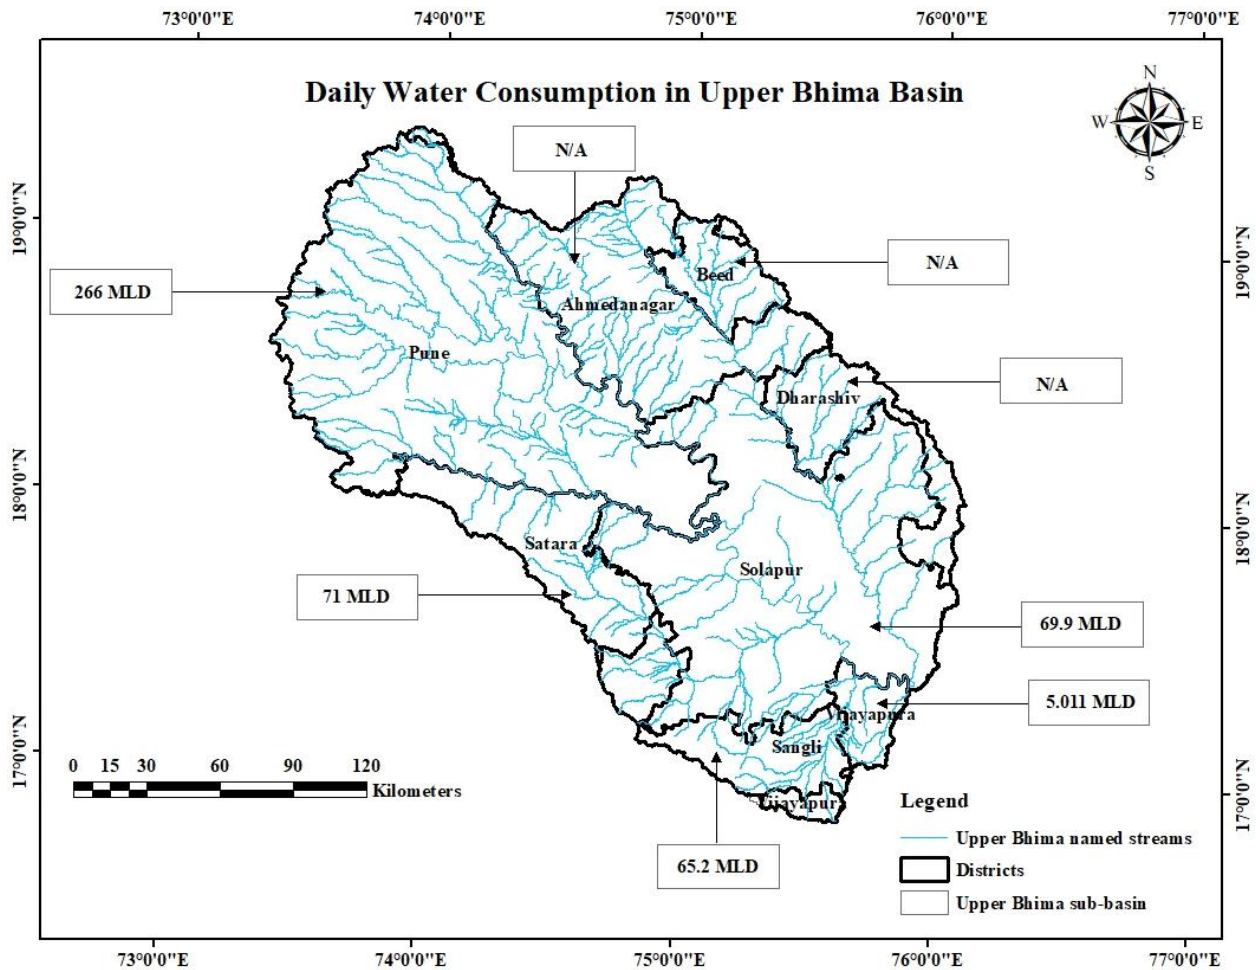 73°0'0"E 74°0'0"E 75°0'0"E 76°0'0"E 77°0'0"E
Daily Water Consumption in Upper Bhima Basin
N
W E
S
N/A
19°0'0"N
19°0'0"N
N/A
Beed
266 MLD
Ahmedanagar
Pune
N/A
Dharashiv
18°0'0"N
18°0'0"N
Satara
Solapur
71 MLD
69.9 MLD
5.011 MLD
Vijayapura
Sangli
17°0'0"N
17°0'0"N
0 15 30 60 90 120
Kilometers
Vijayapura
Legend
Upper Bhima named streams
Districts
Upper Bhima sub-basin
65.2 MLD
73°0'0"E 74°0'0"E 75°0'0"E 76°0'0"E 77°0'0"E